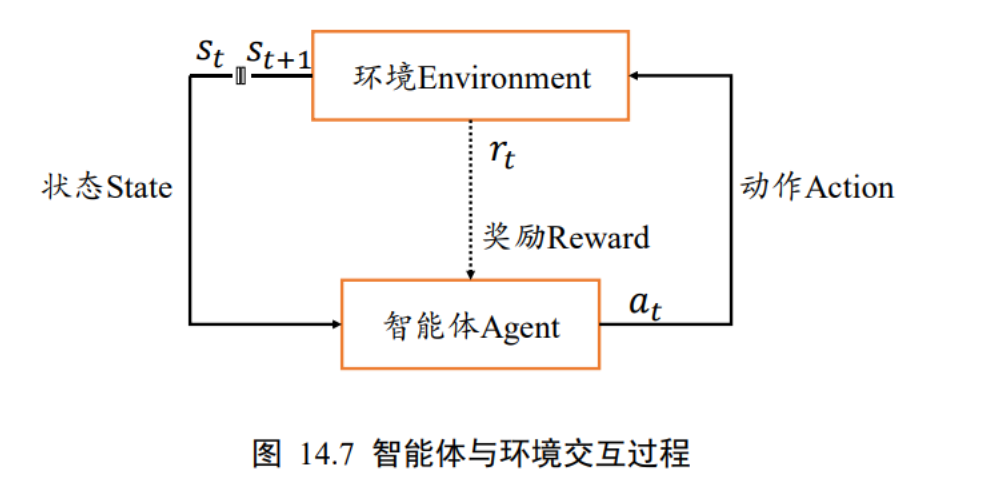 s_t s_{t+1}
环境Environment
r_t
状态State
动作Action
奖励Reward
a_t
智能体Agent
图 14.7 智能体与环境交互过程